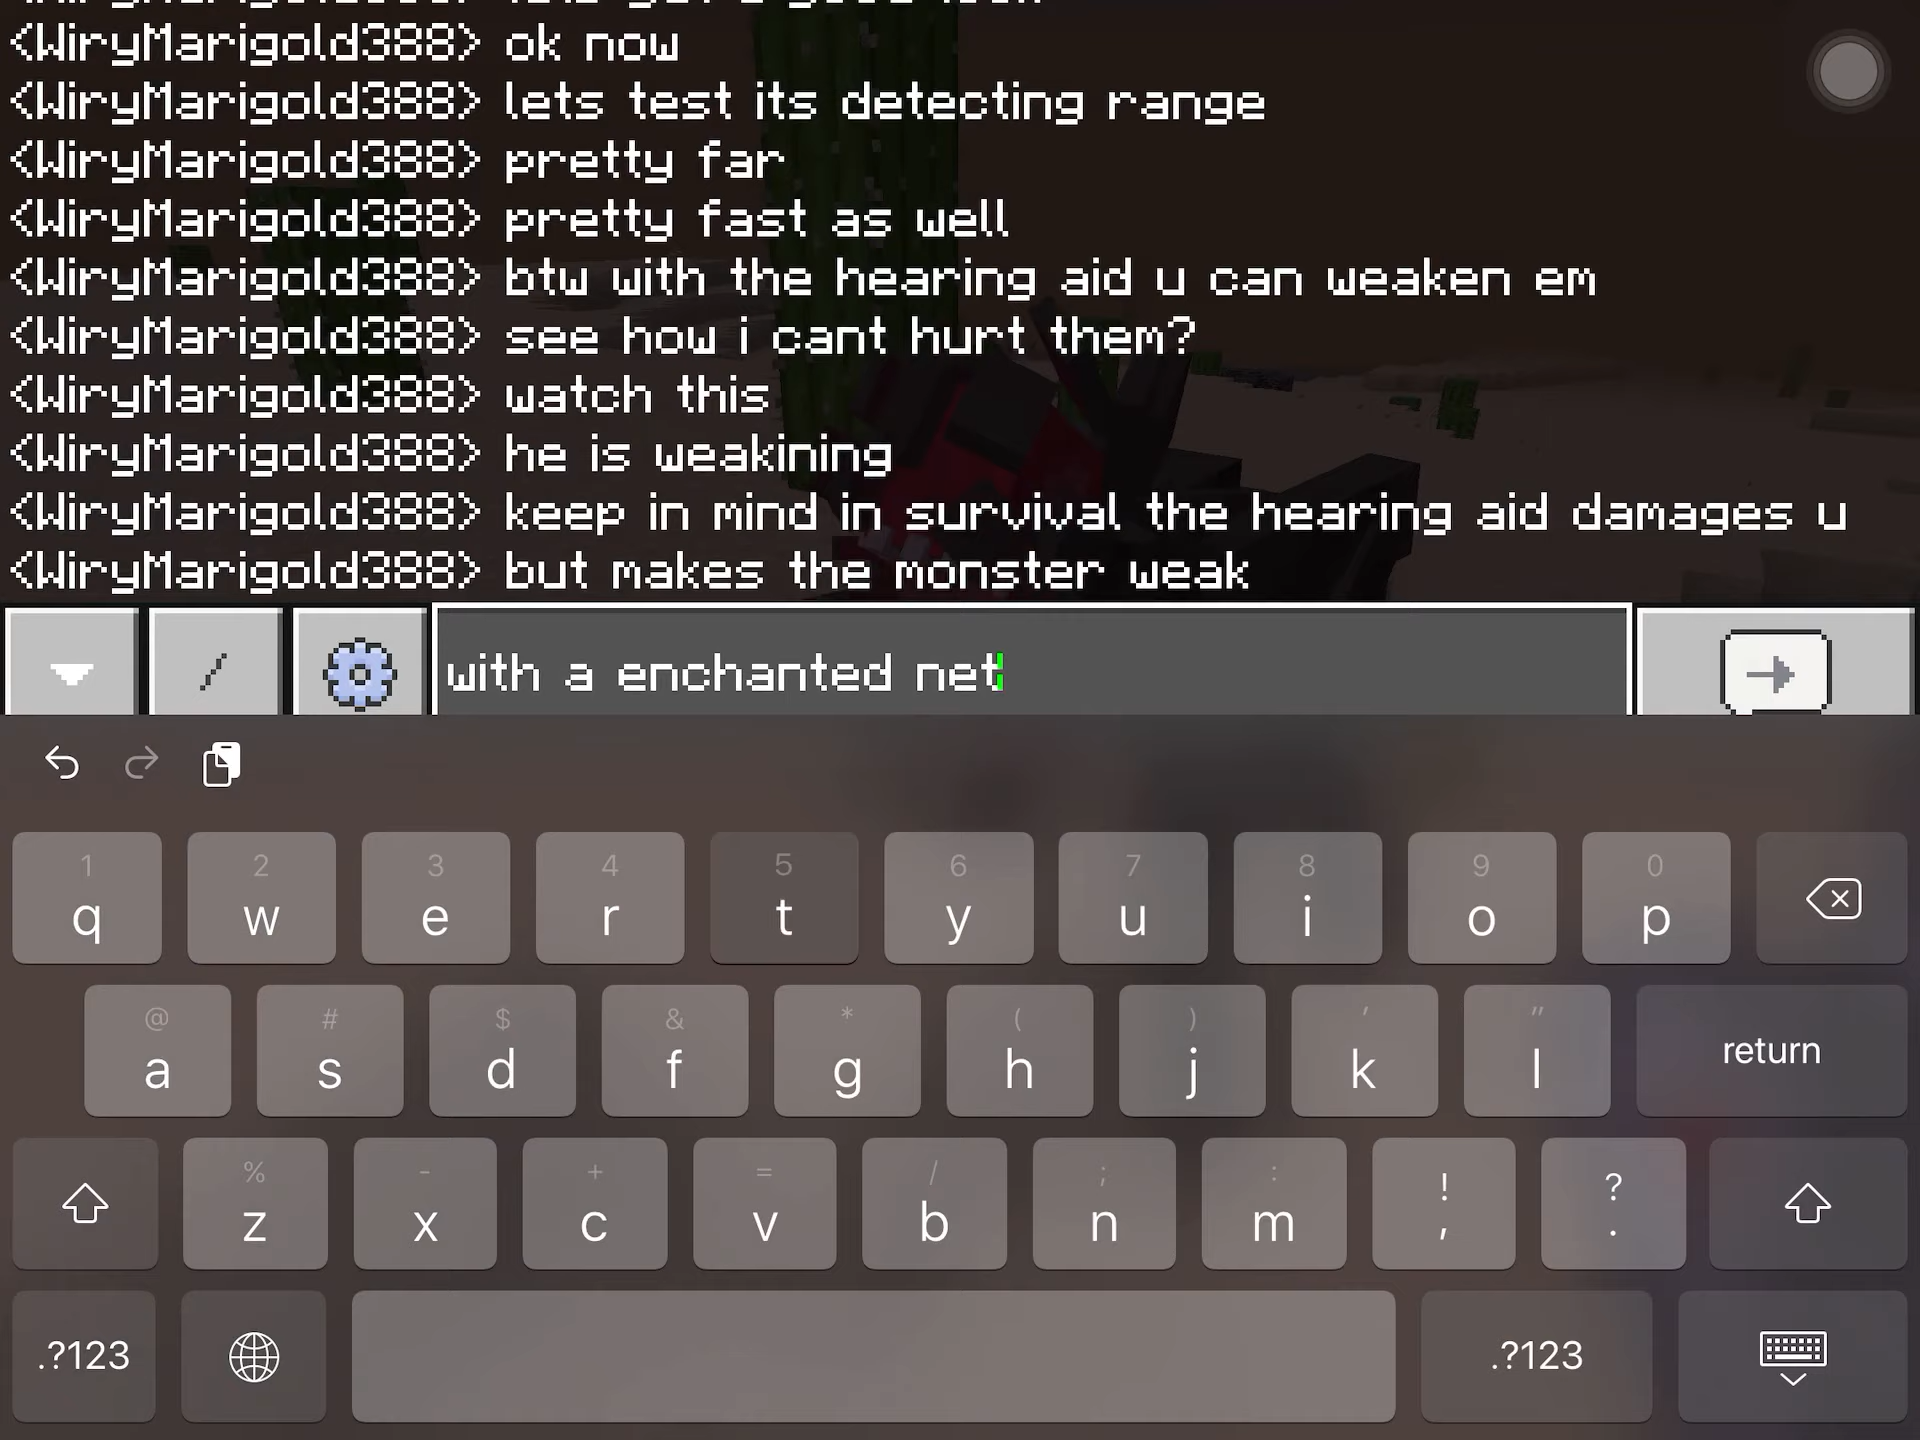 <WiryMarigold388> ok now
<WiryMarigold388> lets test its detecting range
<WiryMarigold388> pretty far
<WiryMarigold388> pretty fast as well
<WiryMarigold388> btw with the hearing aid u can weaken em
<WiryMarigold388> see how i cant hurt them?
<WiryMarigold388> watch this
<WiryMarigold388> he is weakining
<WiryMarigold388> keep in mind in survival the hearing aid damages u
<WiryMarigold388> but makes the monster weak
/ with a enchanted net
1 2 3 4 5 6 7 8 9 0
q w e r t y u i o p
@ # $ & * ( ) ' "
a s d f g h j k l return
% - + = / ; : ! ?
z x c v b n m , .
.?123 .?123